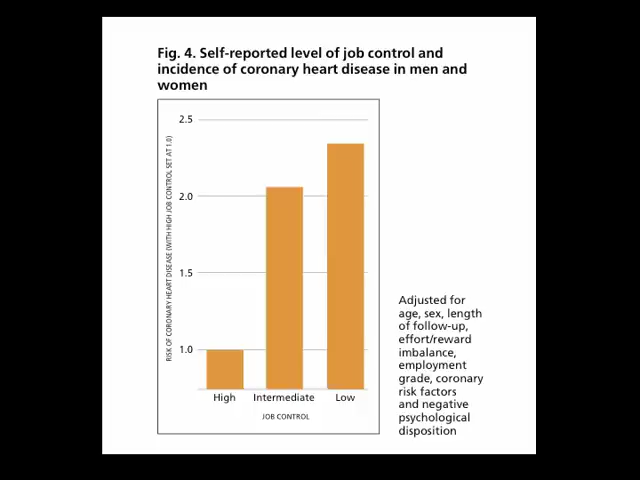 Fig. 4. Self-reported level of job control and
incidence of coronary heart disease in men and
women
RISK OF CORONARY HEART DISEASE (WITH HIGH JOB CONTROL SET AT 1.0)
2.5
2.0
1.5
1.0
High Intermediate Low
JOB CONTROL
Adjusted for
age, sex, length
of follow-up,
effort/reward
imbalance,
employment
grade, coronary
risk factors
and negative
psychological
disposition